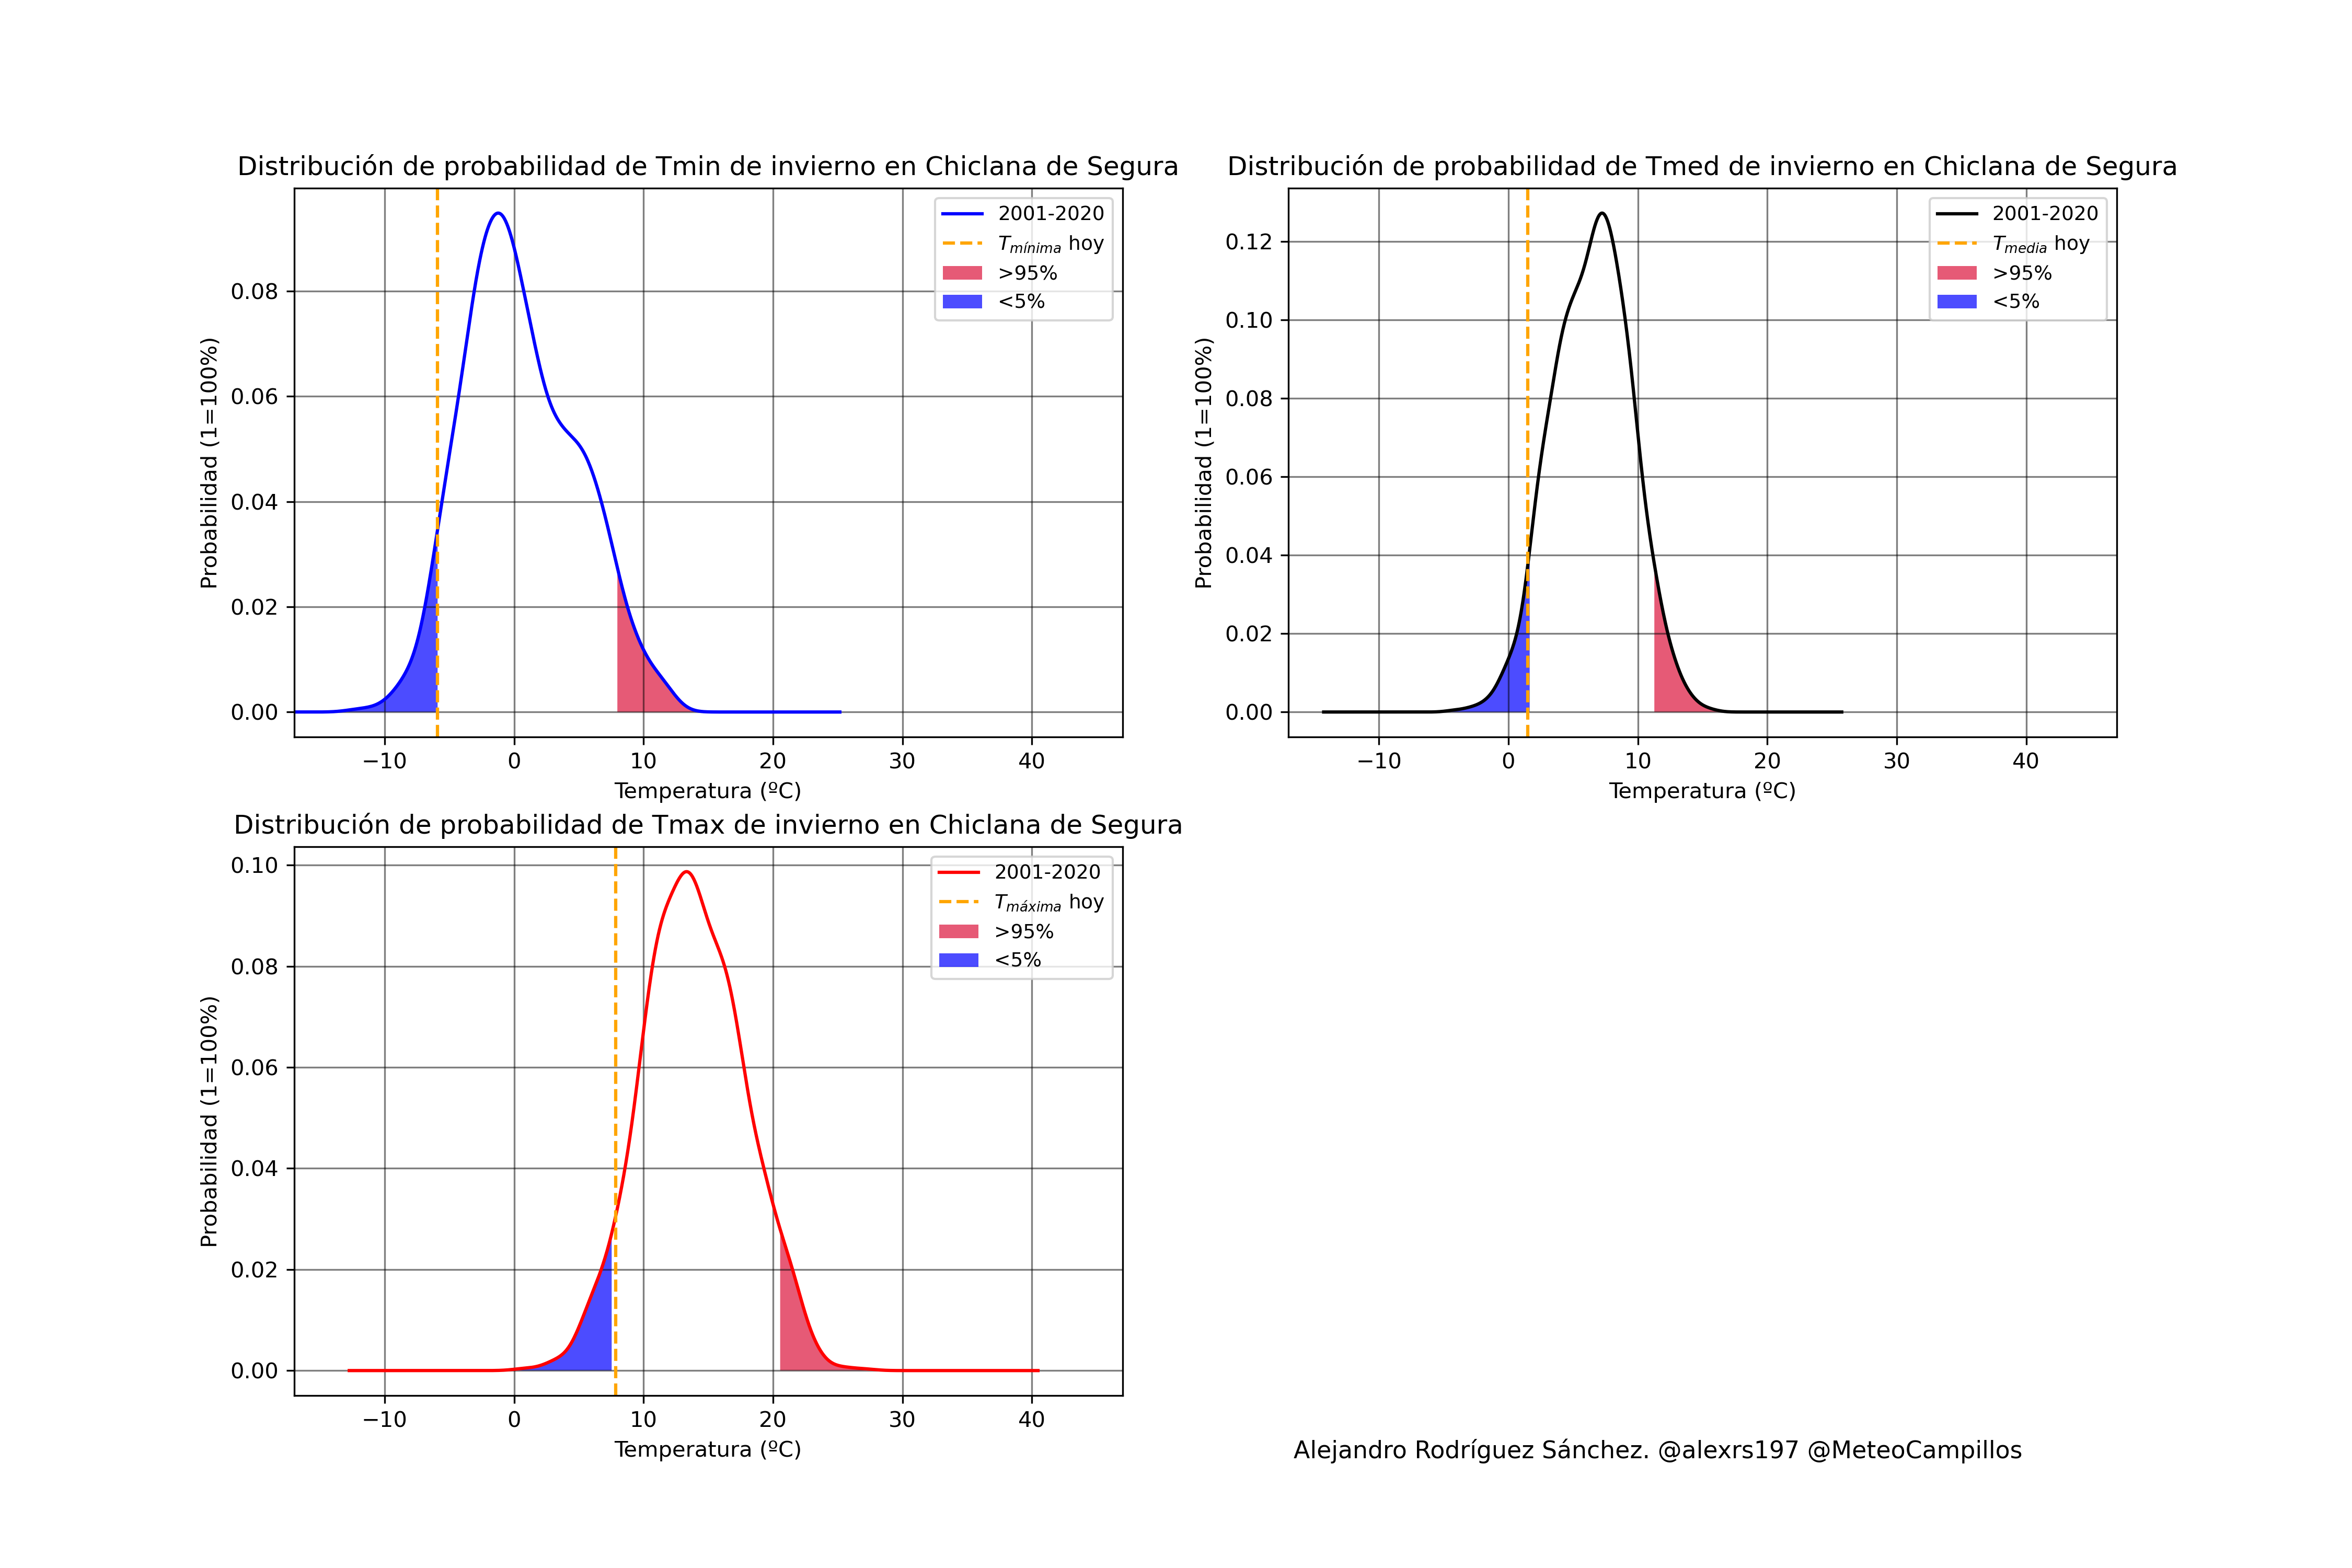 Distribución de probabilidad de Tmin de invierno en Chiclana de Segura
2001-2020
Tmínima hoy
>95%
<5%
Probabilidad (1=100%)
0.08
0.06
0.04
0.02
0.00
−10 0 10 20 30 40
Temperatura (ºC)
Distribución de probabilidad de Tmed de invierno en Chiclana de Segura
2001-2020
Tmedia hoy
>95%
<5%
Probabilidad (1=100%)
0.12
0.10
0.08
0.06
0.04
0.02
0.00
−10 0 10 20 30 40
Temperatura (ºC)
Distribución de probabilidad de Tmax de invierno en Chiclana de Segura
2001-2020
Tmáxima hoy
>95%
<5%
Probabilidad (1=100%)
0.10
0.08
0.06
0.04
0.02
0.00
−10 0 10 20 30 40
Temperatura (ºC)
Alejandro Rodríguez Sánchez. @alexrs197 @MeteoCampillos